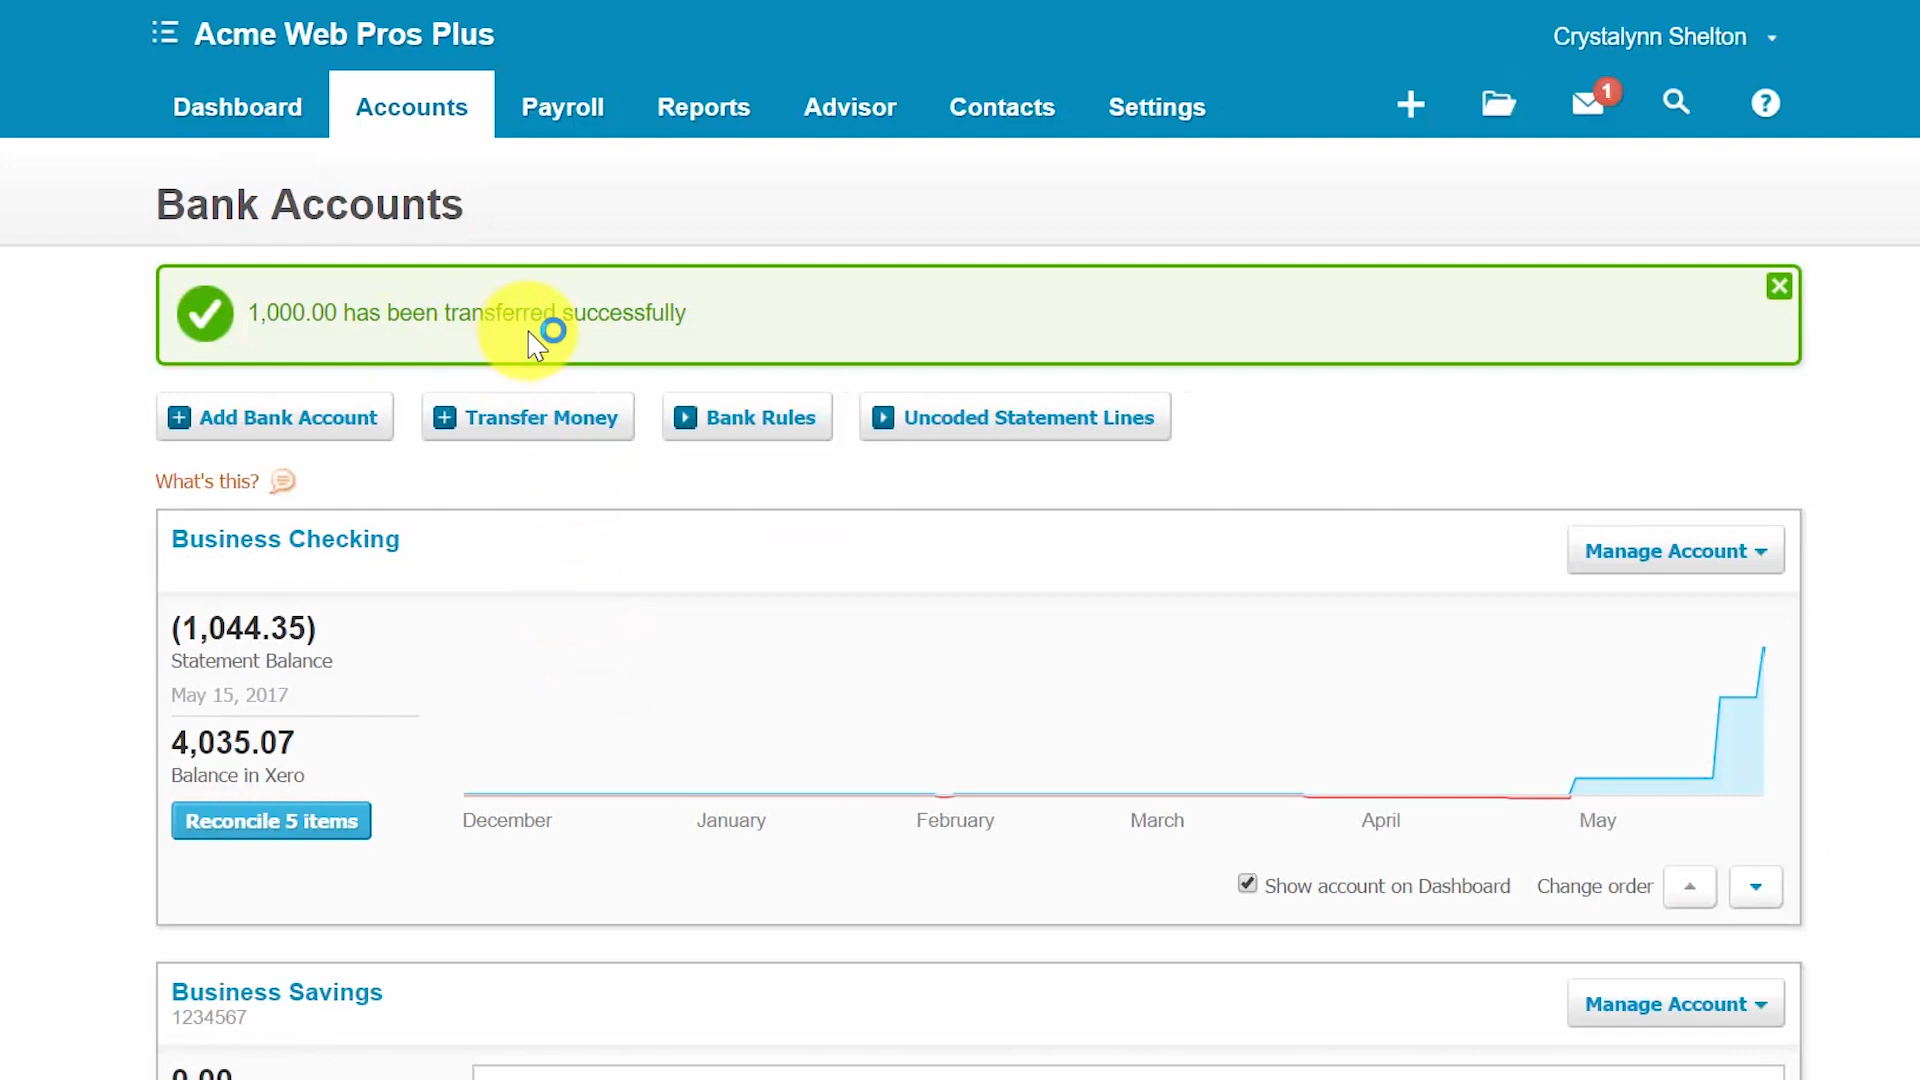 Acme Web Pros Plus
Crystalynn Shelton
Dashboard Accounts Payroll Reports Advisor Contacts Settings
1
?
Bank Accounts
1,000.00 has been transferred successfully
Add Bank Account Transfer Money Bank Rules Uncoded Statement Lines
What's this?
Business Checking
Manage Account
(1,044.35)
Statement Balance
May 15, 2017
4,035.07
Balance in Xero
Reconcile 5 items
December January February March April May
Show account on Dashboard Change order
Business Savings
1234567
Manage Account
0.00